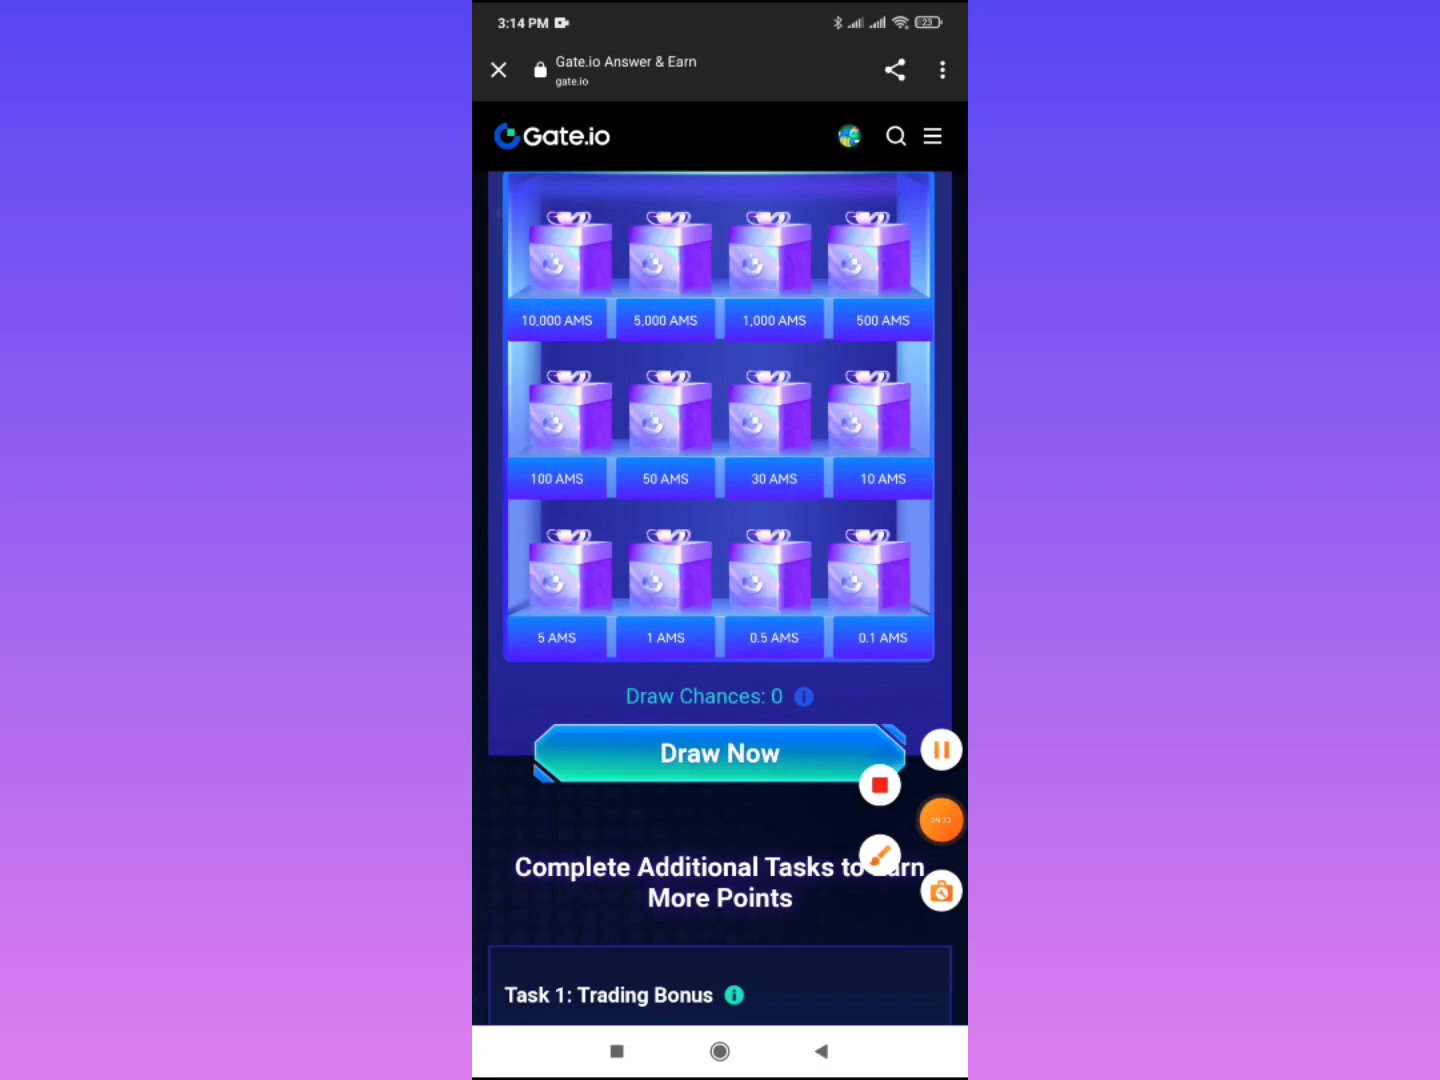 3:14 PM
23
Gate.io Answer & Earn
gate.io
Gate.io
10,000 AMS 5,000 AMS 1,000 AMS 500 AMS
100 AMS 50 AMS 30 AMS 10 AMS
5 AMS 1 AMS 0.5 AMS 0.1 AMS
Draw Chances: 0
Draw Now
Complete Additional Tasks to
More Points
Task 1: Trading Bonus